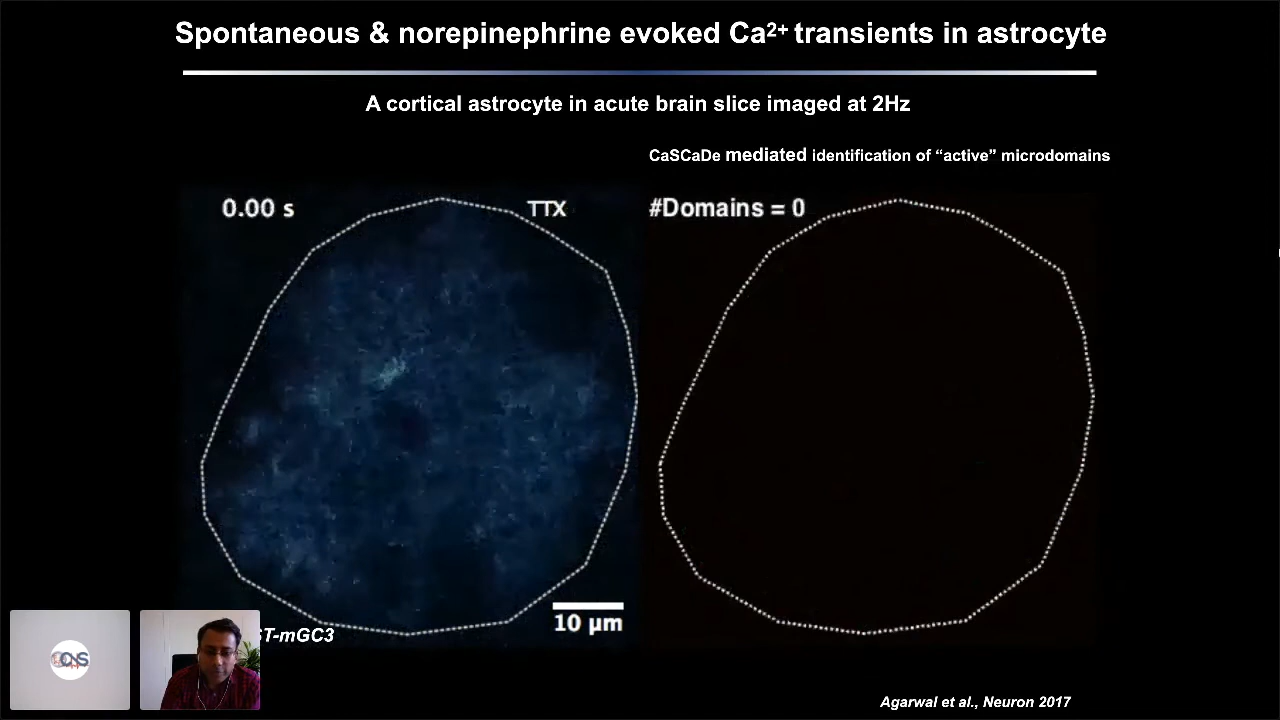 Spontaneous & norepinephrine evoked Ca²⁺ transients in astrocyte
A cortical astrocyte in acute brain slice imaged at 2Hz
CaSCaDe mediated identification of “active” microdomains
0.00 s
TTX
#Domains = 0
10 µm
ST-mGC3
Agarwal et al., Neuron 2017